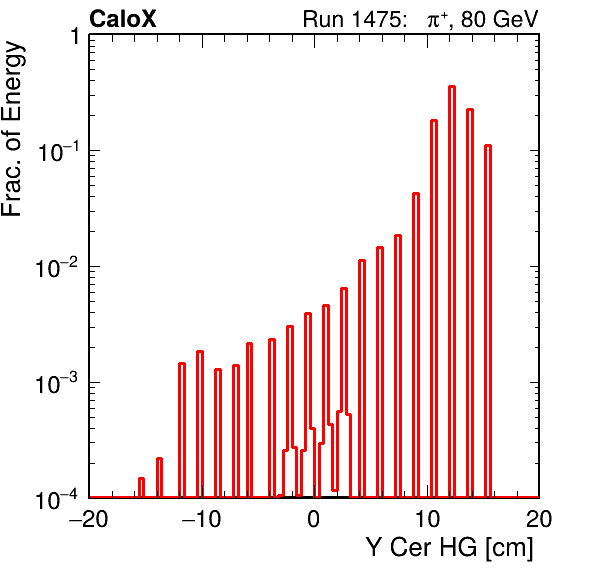 CaloX Run 1475: π⁺, 80 GeV
Frac. of Energy
1
10⁻¹
10⁻²
10⁻³
10⁻⁴
−20 −10 0 10 20
Y Cer HG [cm]